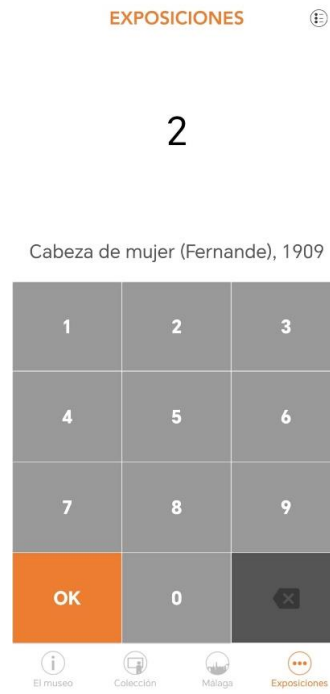 EXPOSICIONES
2
Cabeza de mujer (Fernande), 1909
1 2 3
4 5 6
7 8 9
OK 0
El museo Colección Málaga Exposiciones